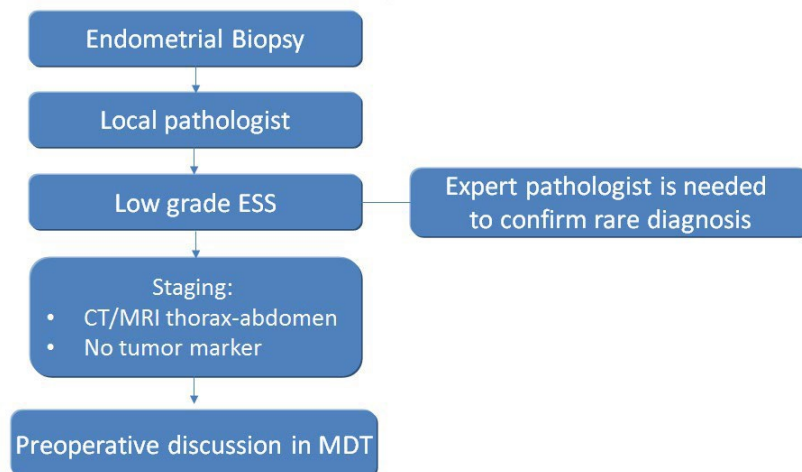 Endometrial Biopsy
Local pathologist
Low grade ESS
Expert pathologist is needed
to confirm rare diagnosis
Staging:
• CT/MRI thorax-abdomen
• No tumor marker
Preoperative discussion in MDT